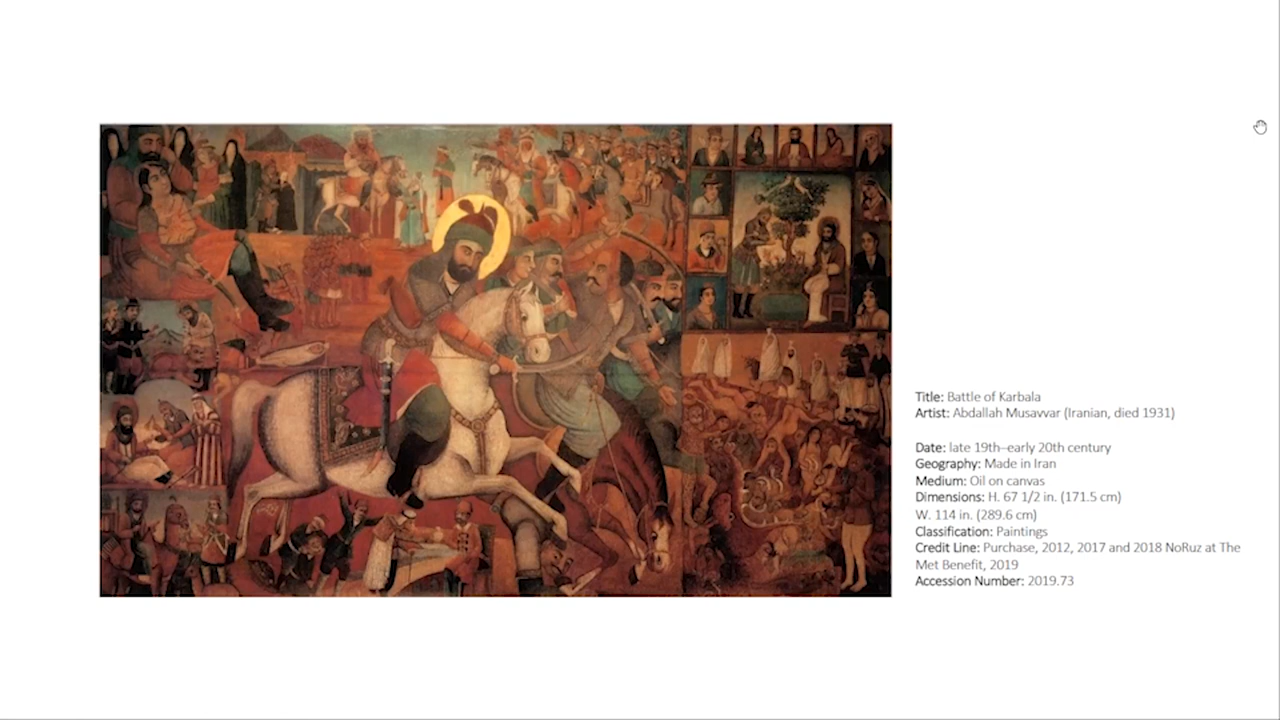 Title: Battle of Karbala
Artist: Abdallah Musavvar (Iranian, died 1931)
Date: late 19th–early 20th century
Geography: Made in Iran
Medium: Oil on canvas
Dimensions: H. 67 1/2 in. (171.5 cm)
W. 114 in. (289.6 cm)
Classification: Paintings
Credit Line: Purchase, 2012, 2017 and 2018 NoRuz at The
Met Benefit, 2019
Accession Number: 2019.73